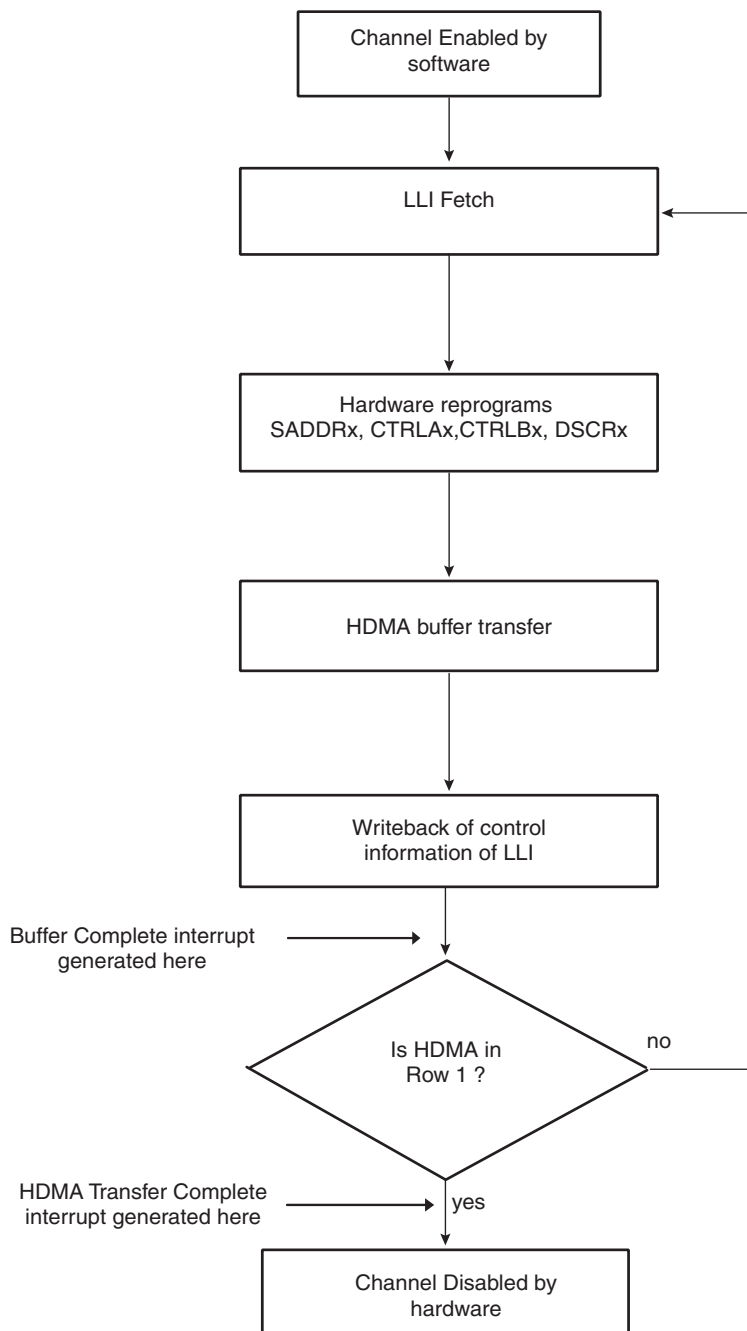 Channel Enabled by
software
LLI Fetch
Hardware reprograms
SADDRx, CTRLAx,CTRLBx, DSCRx
HDMA buffer transfer
Writeback of control
information of LLI
Buffer Complete interrupt
generated here
Is HDMA in
Row 1 ?
no
HDMA Transfer Complete
interrupt generated here
yes
Channel Disabled by
hardware